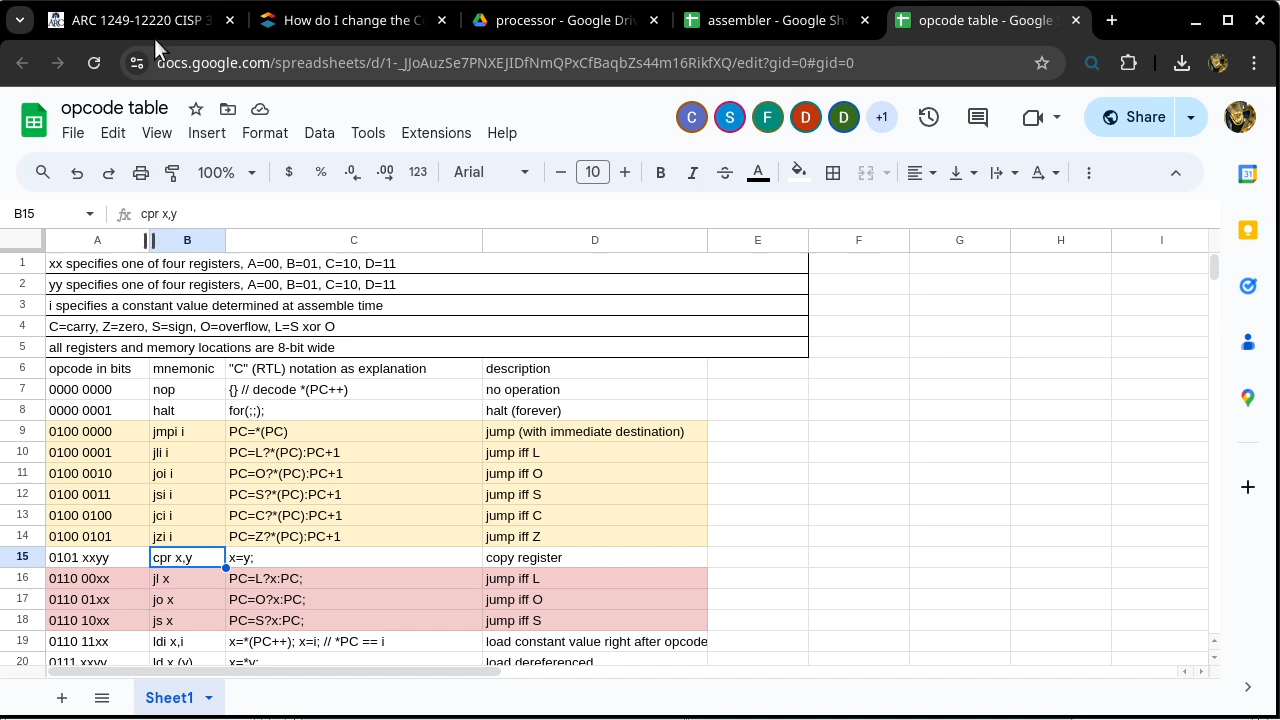 ARC 1249-12220 CISP 3
How do I change the C
processor - Google Driv
assembler - Google She
opcode table - Google
docs.google.com/spreadsheets/d/1-_JJoAuzSe7PNXEJIDfNmQPxCfBaqbZs44m16RikfXQ/edit?gid=0#gid=0
opcode table
C S F D D +1
Share
File Edit View Insert Format Data Tools Extensions Help
100% $ % .0 .00 123 Arial 10 B I A A
31
B15 cpr x,y
A B C D E F G H I
1 xx specifies one of four registers, A=00, B=01, C=10, D=11
2 yy specifies one of four registers, A=00, B=01, C=10, D=11
3 i specifies a constant value determined at assemble time
4 C=carry, Z=zero, S=sign, O=overflow, L=S xor O
5 all registers and memory locations are 8-bit wide
6 opcode in bits mnemonic "C" (RTL) notation as explanation description
7 0000 0000 nop {} // decode *(PC++) no operation
8 0000 0001 halt for(;;); halt (forever)
9 0100 0000 jmpi i PC=*(PC) jump (with immediate destination)
10 0100 0001 jli i PC=L?*(PC):PC+1 jump iff L
11 0100 0010 joi i PC=O?*(PC):PC+1 jump iff O
12 0100 0011 jsi i PC=S?*(PC):PC+1 jump iff S
13 0100 0100 jci i PC=C?*(PC):PC+1 jump iff C
14 0100 0101 jzi i PC=Z?*(PC):PC+1 jump iff Z
15 0101 xxyy cpr x,y x=y; copy register
16 0110 00xx jl x PC=L?x:PC; jump iff L
17 0110 01xx jo x PC=O?x:PC; jump iff O
18 0110 10xx js x PC=S?x:PC; jump iff S
19 0110 11xx ldi x,i x=*(PC++); x=i; // *PC == i load constant value right after opcode
20 0111 xxyy ld x,(y) x=*y; load dereferenced
Sheet1